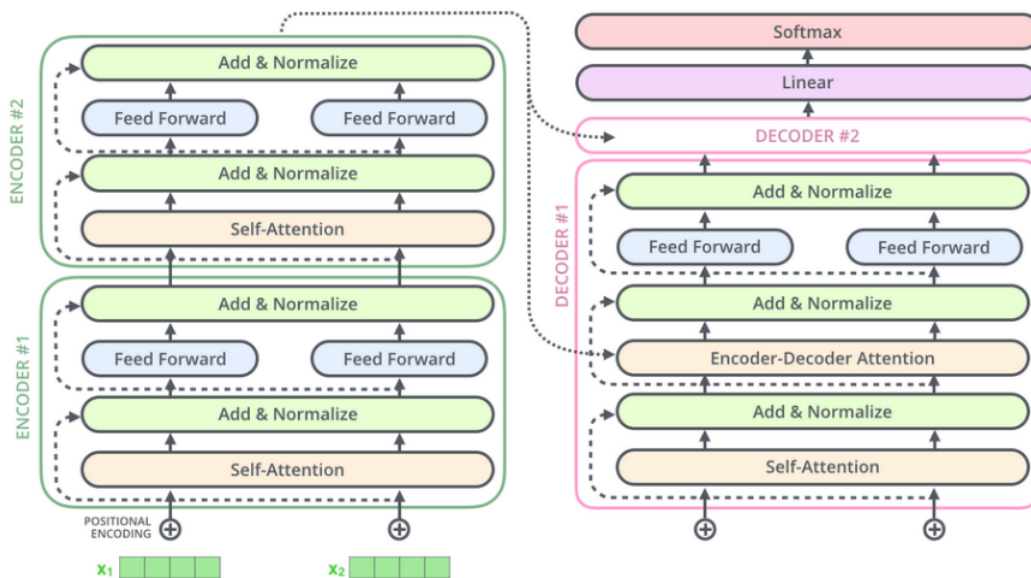 ENCODER #2
Add & Normalize
Feed Forward
Feed Forward
Add & Normalize
Self-Attention
ENCODER #1
Add & Normalize
Feed Forward
Feed Forward
Add & Normalize
Self-Attention
POSITIONAL
ENCODING
x₁
x₂
Softmax
Linear
DECODER #2
DECODER #1
Add & Normalize
Feed Forward
Feed Forward
Add & Normalize
Encoder-Decoder Attention
Add & Normalize
Self-Attention